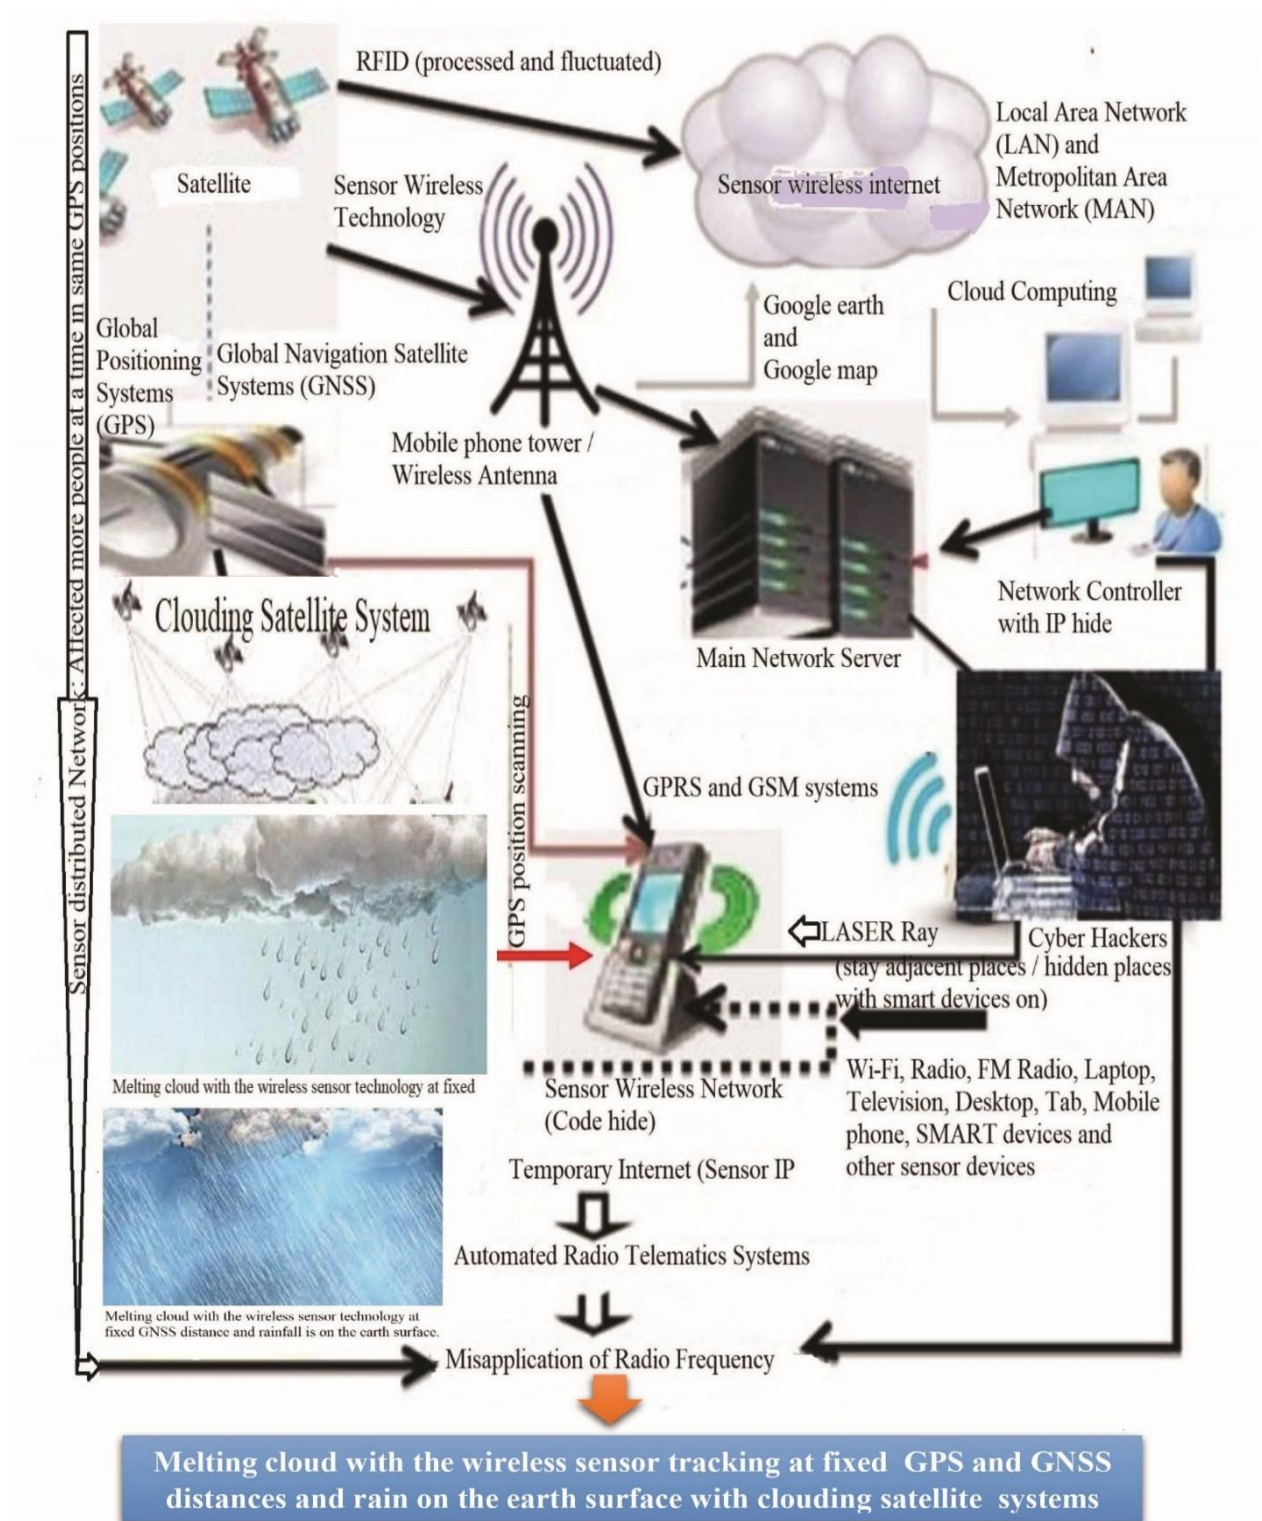 Sensor distributed Network: Affected more people at a time in same GPS positions
RFID (processed and fluctuated)
Satellite
Sensor Wireless
Technology
Sensor wireless internet
Local Area Network
(LAN) and
Metropolitan Area
Network (MAN)
Global
Positioning
Systems
(GPS)
Global Navigation Satellite
Systems (GNSS)
Google earth
and
Google map
Cloud Computing
Mobile phone tower /
Wireless Antenna
Network Controller
with IP hide
Main Network Server
Clouding Satellite System
GPS position scanning
GPRS and GSM systems
LASER Ray
Cyber Hackers
(stay adjacent places / hidden places
with smart devices on)
Melting cloud with the wireless sensor technology at fixed
Sensor Wireless Network
(Code hide)
Wi-Fi, Radio, FM Radio, Laptop,
Television, Desktop, Tab, Mobile
phone, SMART devices and
other sensor devices
Temporary Internet (Sensor IP
Automated Radio Telematics Systems
Melting cloud with the wireless sensor technology at
fixed GNSS distance and rainfall is on the earth surface.
Misapplication of Radio Frequency
Melting cloud with the wireless sensor tracking at fixed GPS and GNSS
distances and rain on the earth surface with clouding satellite systems